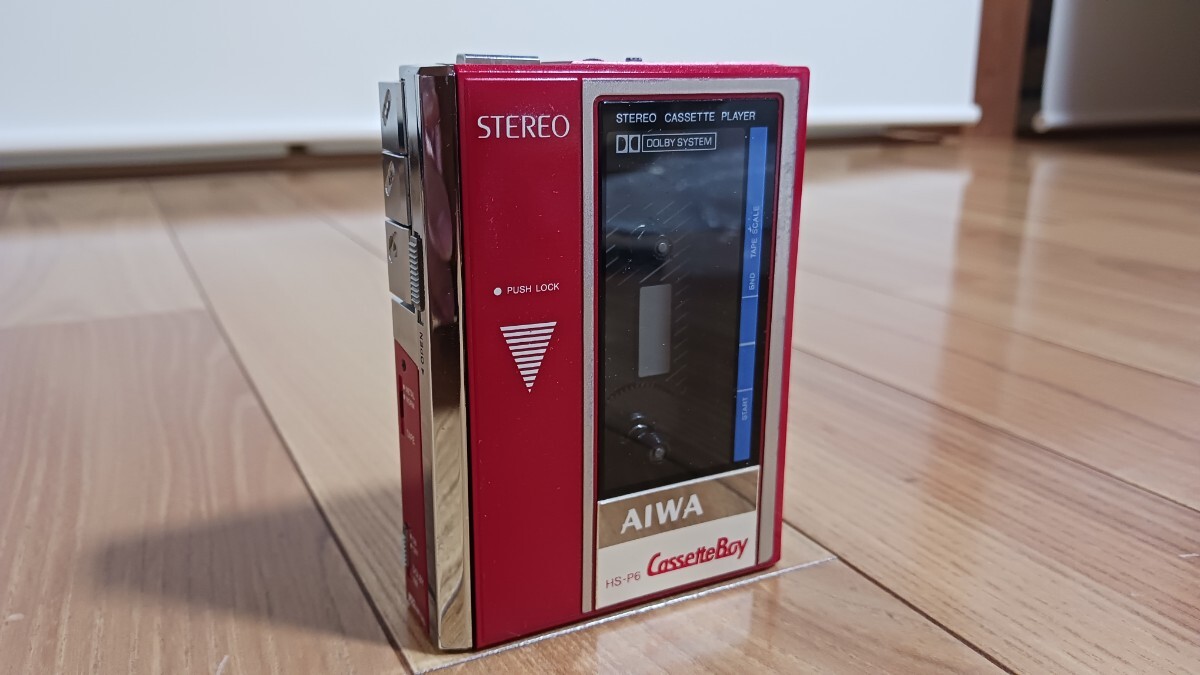 STEREO
STEREO CASSETTE PLAYER
DOLBY SYSTEM
PUSH LOCK
TAPE SCALE
END
START
OPEN
AIWA
HS-P6 CassetteBoy